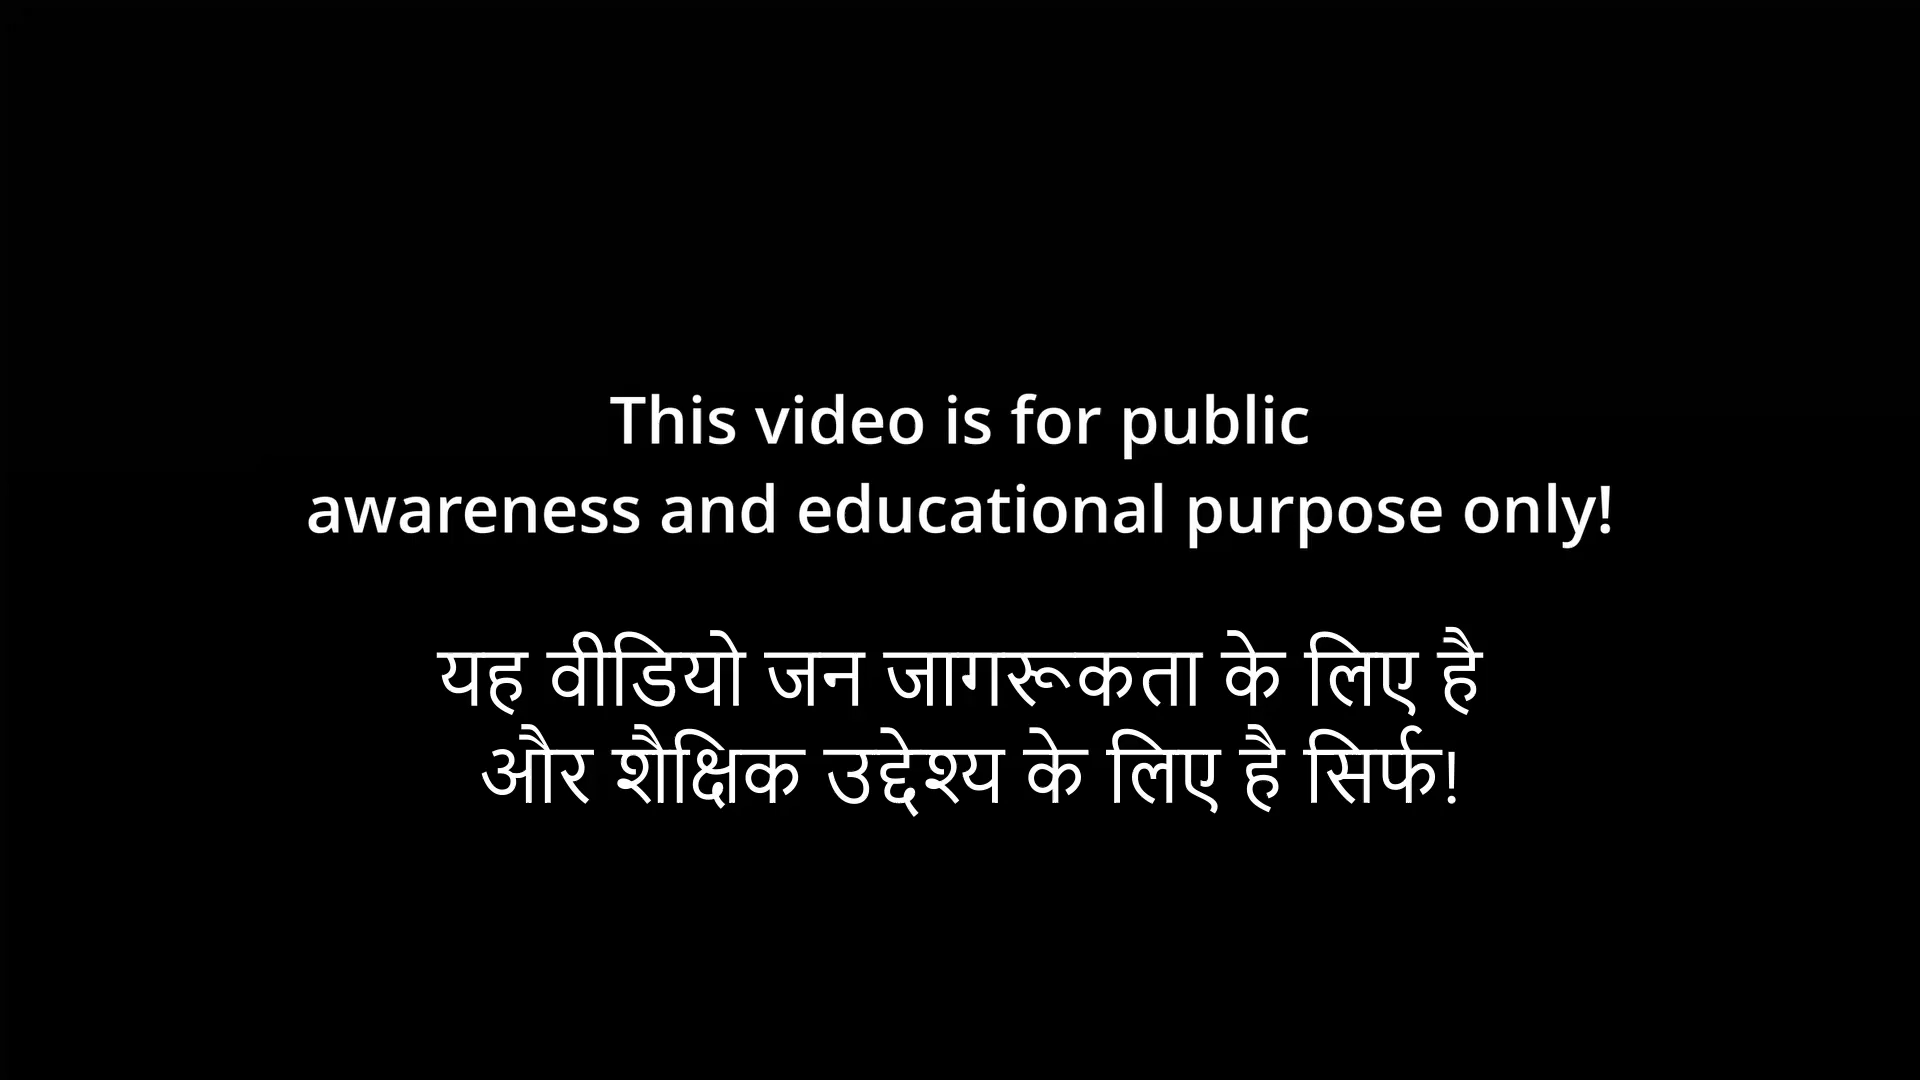 This video is for public
awareness and educational purpose only!
यह वीडियो जन जागरूकता के लिए है
और शैक्षिक उद्देश्य के लिए है सिर्फ!